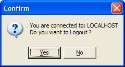 Confirm
You are connected to: LOCALHOST
Do you want to Logout ?
Yes
No